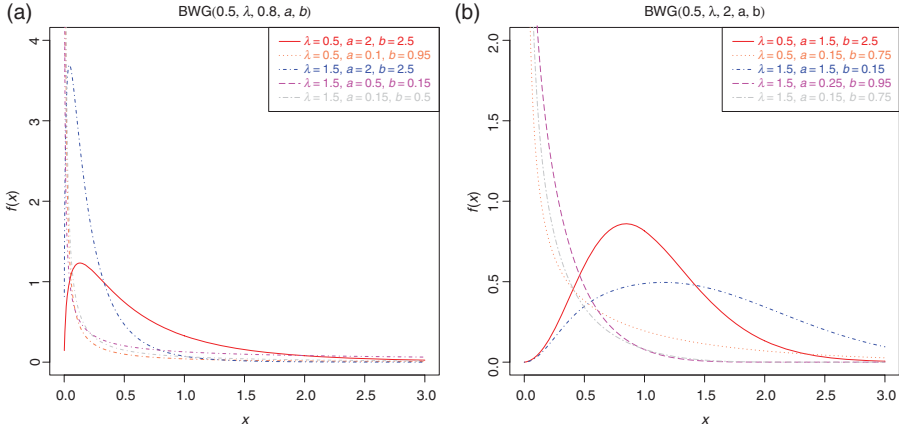 (a)
BWG(0.5, λ, 0.8, a, b)
λ = 0.5, a = 2, b = 2.5
λ = 0.5, a = 0.1, b = 0.95
λ = 1.5, a = 2, b = 2.5
λ = 1.5, a = 0.5, b = 0.15
λ = 1.5, a = 0.15, b = 0.5
4
3
2
1
0
f(x)
0.0 0.5 1.0 1.5 2.0 2.5 3.0
x
(b)
BWG(0.5, λ, 2, a, b)
λ = 0.5, a = 1.5, b = 2.5
λ = 0.5, a = 0.15, b = 0.75
λ = 1.5, a = 1.5, b = 0.15
λ = 1.5, a = 0.25, b = 0.95
λ = 1.5, a = 0.15, b = 0.75
2.0
1.5
1.0
0.5
0.0
f(x)
0.0 0.5 1.0 1.5 2.0 2.5 3.0
x